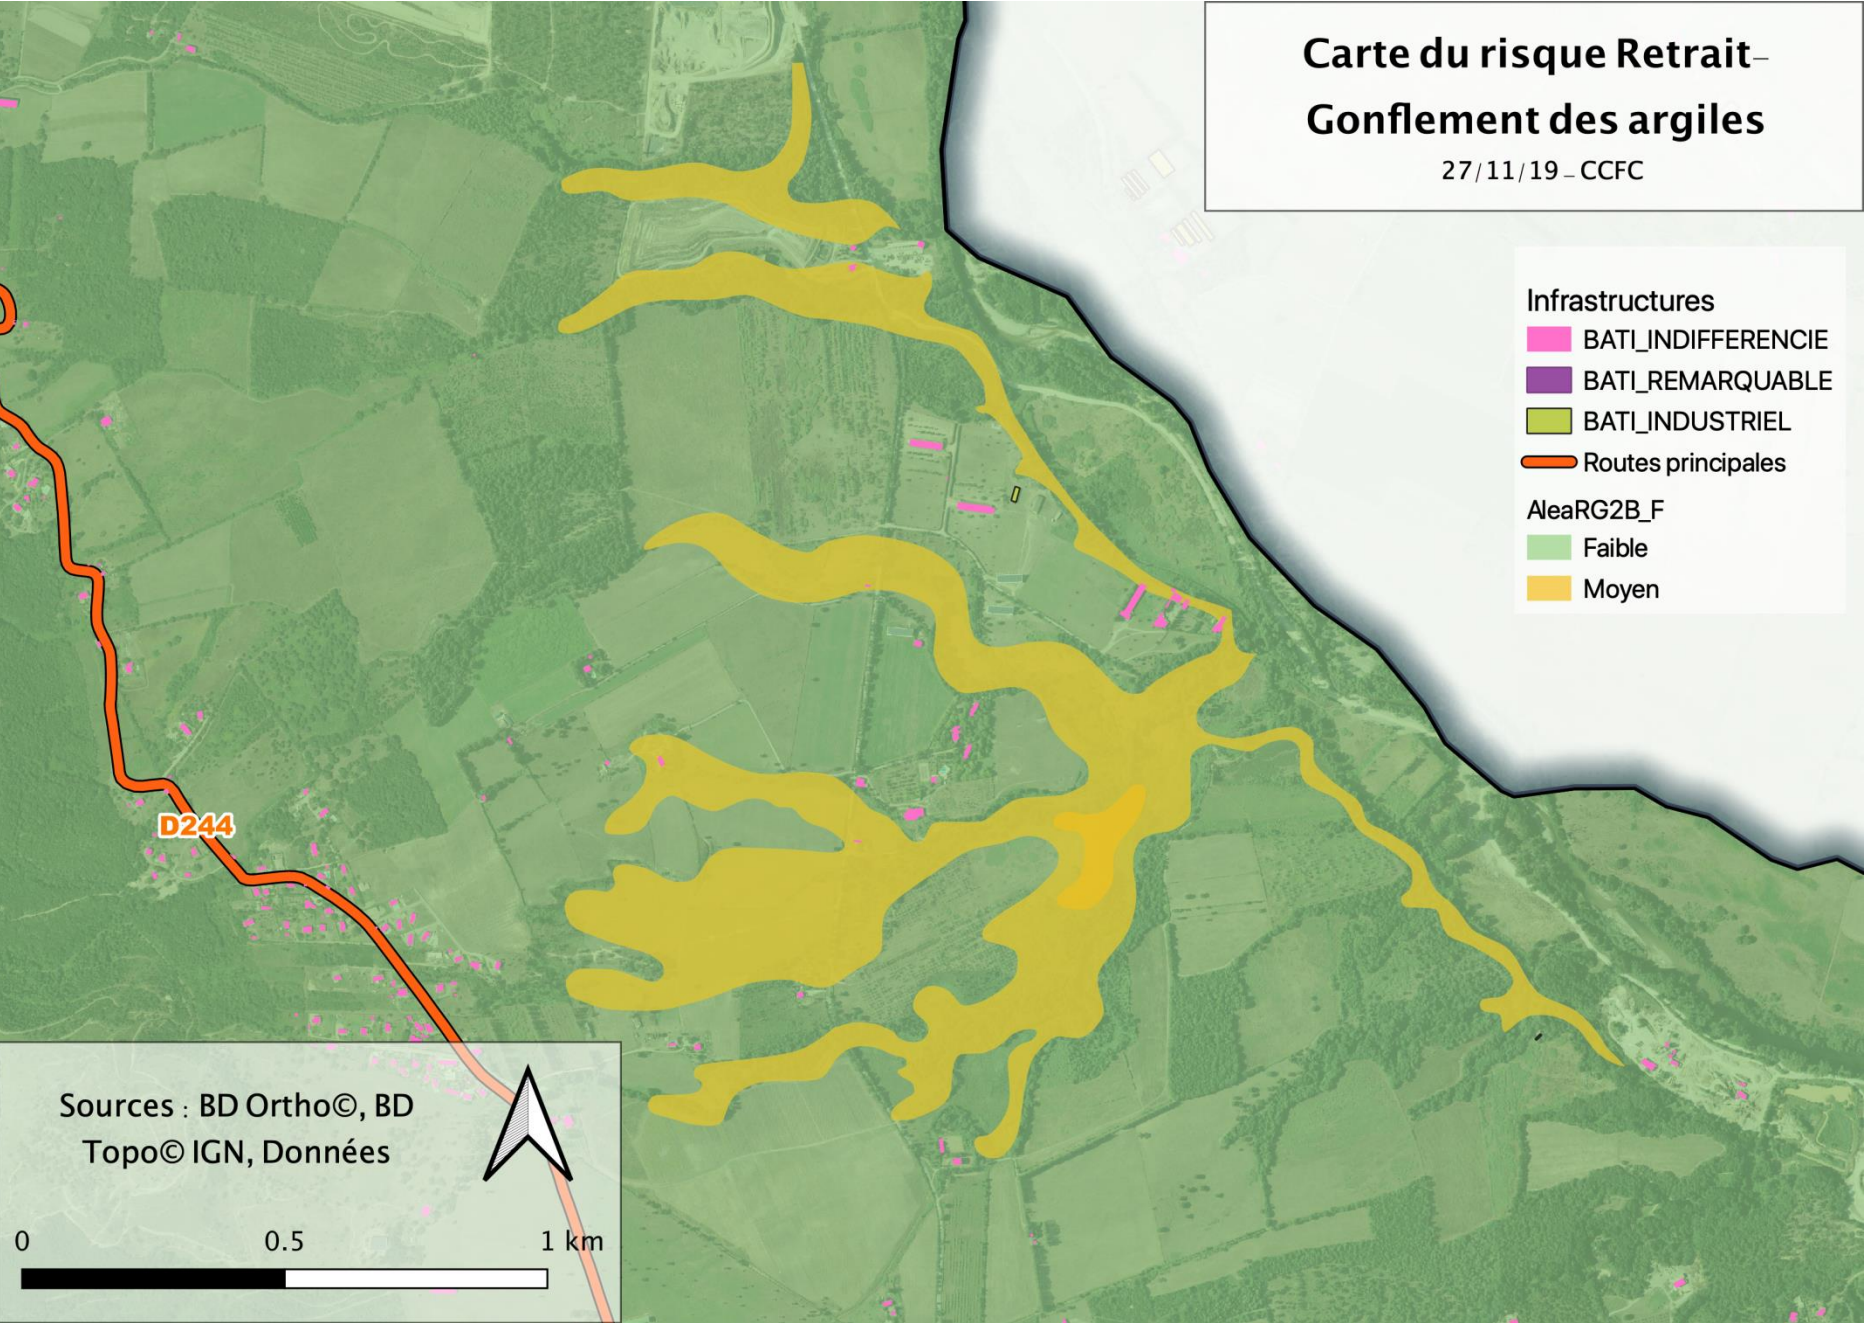 Carte du risque Retrait–
Gonflement des argiles
27/11/19 – CCFC
Infrastructures
BATI_INDIFFERENCIE
BATI_REMARQUABLE
BATI_INDUSTRIEL
Routes principales
AleaRG2B_F
Faible
Moyen
D244
Sources : BD Ortho©, BD
Topo© IGN, Données
0 0.5 1 km